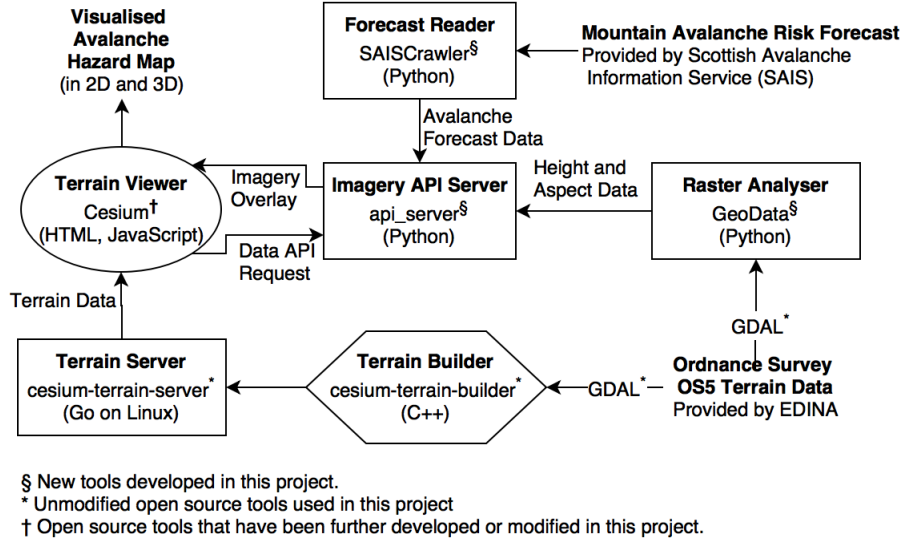 Visualised
Avalanche
Hazard Map
(in 2D and 3D)
Forecast Reader
SAISCrawler§
(Python)
Mountain Avalanche Risk Forecast
Provided by Scottish Avalanche
Information Service (SAIS)
Avalanche
Forecast Data
Terrain Viewer
Cesium†
(HTML, JavaScript)
Imagery
Overlay
Data API
Request
Imagery API Server
api_server§
(Python)
Height and
Aspect Data
Raster Analyser
GeoData§
(Python)
Terrain Data
GDAL*
Terrain Server
cesium-terrain-server*
(Go on Linux)
Terrain Builder
cesium-terrain-builder*
(C++)
GDAL*
Ordnance Survey
OS5 Terrain Data
Provided by EDINA
§ New tools developed in this project.
* Unmodified open source tools used in this project
† Open source tools that have been further developed or modified in this project.